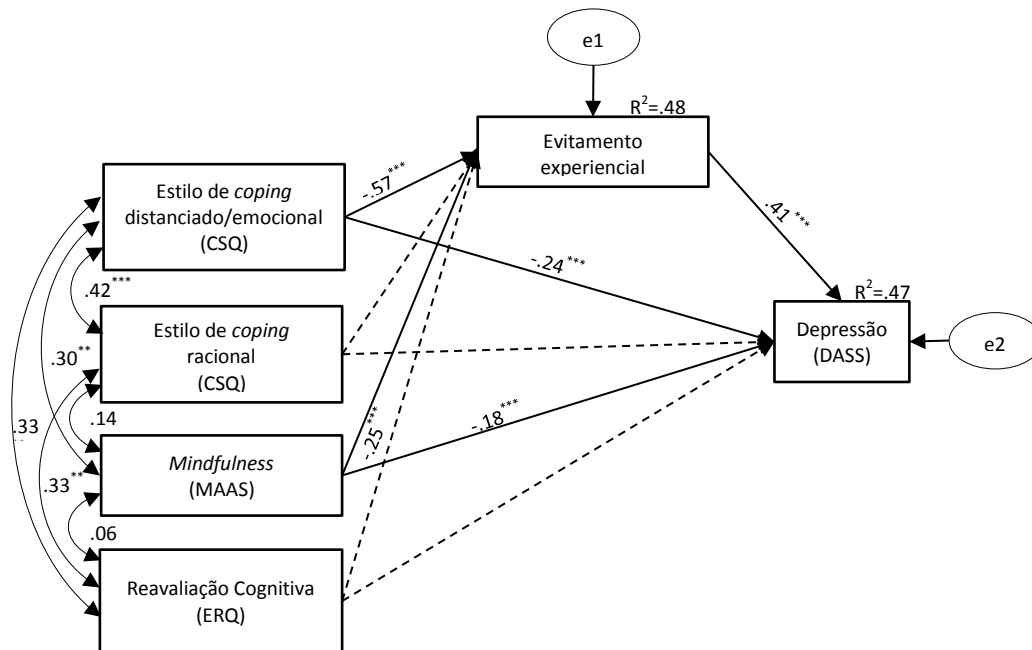 e1
R²=.48
Evitamento
experiencial
Estilo de coping
distanciado/emocional
(CSQ)
-.57***
.41 ***
-.24***
.42***
R²=.47
Estilo de coping
racional
(CSQ)
Depressão
(DASS)
e2
.30**
.14
-.25***
-.18***
.33
Mindfulness
(MAAS)
.33**
.06
Reavaliação Cognitiva
(ERQ)